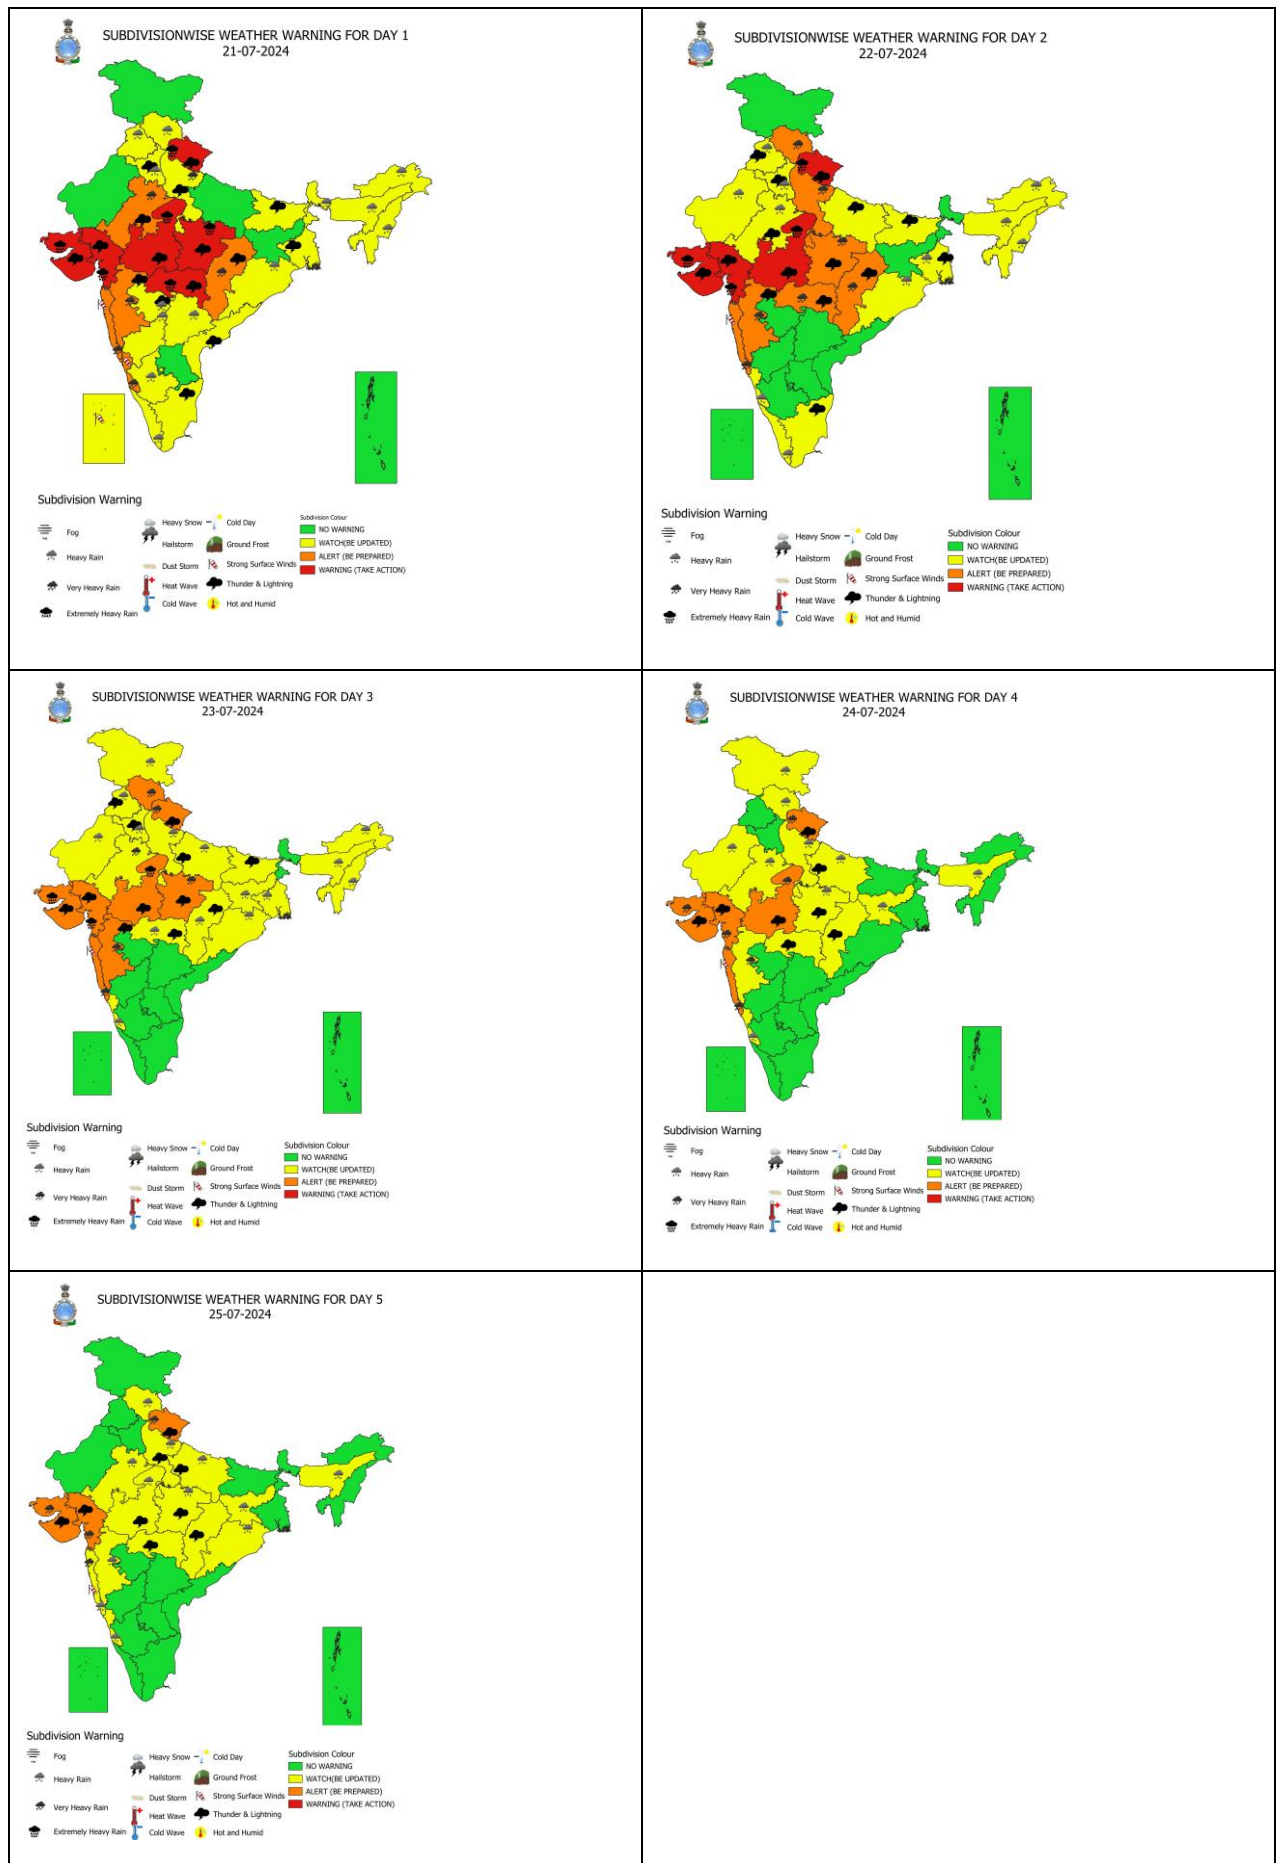 SUBDIVISIONWISE WEATHER WARNING FOR DAY 1
21-07-2024
Subdivision Warning
Fog
Heavy Rain
Very Heavy Rain
Extremely Heavy Rain
Heavy Snow
Hailstorm
Dust Storm
Heat Wave
Cold Wave
Cold Day
Ground Frost
Strong Surface Winds
Thunder & Lightning
Hot and Humid
Subdivision Colour
NO WARNING
WATCH(BE UPDATED)
ALERT (BE PREPARED)
WARNING (TAKE ACTION)
SUBDIVISIONWISE WEATHER WARNING FOR DAY 2
22-07-2024
Subdivision Warning
Fog
Heavy Rain
Very Heavy Rain
Extremely Heavy Rain
Heavy Snow
Hailstorm
Dust Storm
Heat Wave
Cold Wave
Cold Day
Ground Frost
Strong Surface Winds
Thunder & Lightning
Hot and Humid
Subdivision Colour
NO WARNING
WATCH(BE UPDATED)
ALERT (BE PREPARED)
WARNING (TAKE ACTION)
SUBDIVISIONWISE WEATHER WARNING FOR DAY 3
23-07-2024
Subdivision Warning
Fog
Heavy Rain
Very Heavy Rain
Extremely Heavy Rain
Heavy Snow
Hailstorm
Dust Storm
Heat Wave
Cold Wave
Cold Day
Ground Frost
Strong Surface Winds
Thunder & Lightning
Hot and Humid
Subdivision Colour
NO WARNING
WATCH(BE UPDATED)
ALERT (BE PREPARED)
WARNING (TAKE ACTION)
SUBDIVISIONWISE WEATHER WARNING FOR DAY 4
24-07-2024
Subdivision Warning
Fog
Heavy Rain
Very Heavy Rain
Extremely Heavy Rain
Heavy Snow
Hailstorm
Dust Storm
Heat Wave
Cold Wave
Cold Day
Ground Frost
Strong Surface Winds
Thunder & Lightning
Hot and Humid
Subdivision Colour
NO WARNING
WATCH(BE UPDATED)
ALERT (BE PREPARED)
WARNING (TAKE ACTION)
SUBDIVISIONWISE WEATHER WARNING FOR DAY 5
25-07-2024
Subdivision Warning
Fog
Heavy Rain
Very Heavy Rain
Extremely Heavy Rain
Heavy Snow
Hailstorm
Dust Storm
Heat Wave
Cold Wave
Cold Day
Ground Frost
Strong Surface Winds
Thunder & Lightning
Hot and Humid
Subdivision Colour
NO WARNING
WATCH(BE UPDATED)
ALERT (BE PREPARED)
WARNING (TAKE ACTION)